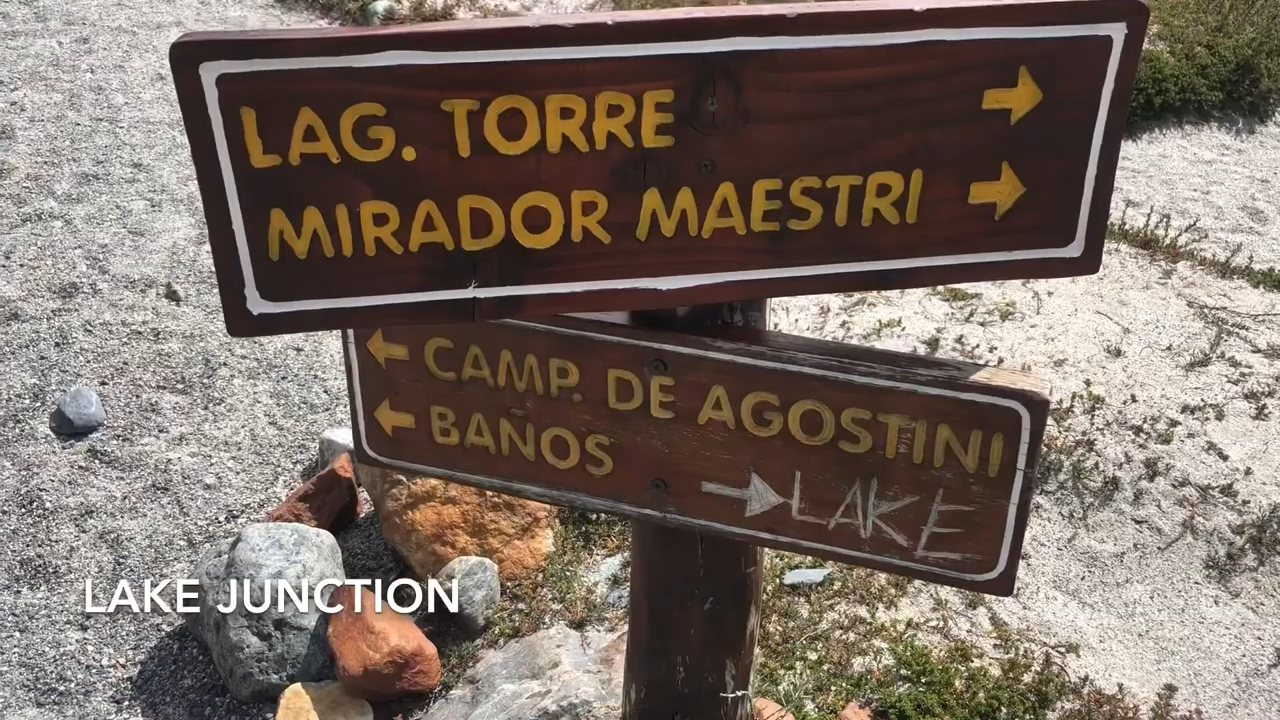 LAG. TORRE
MIRADOR MAESTRI
CAMP. DE AGOSTINI
BAÑOS
LAKE
LAKE JUNCTION